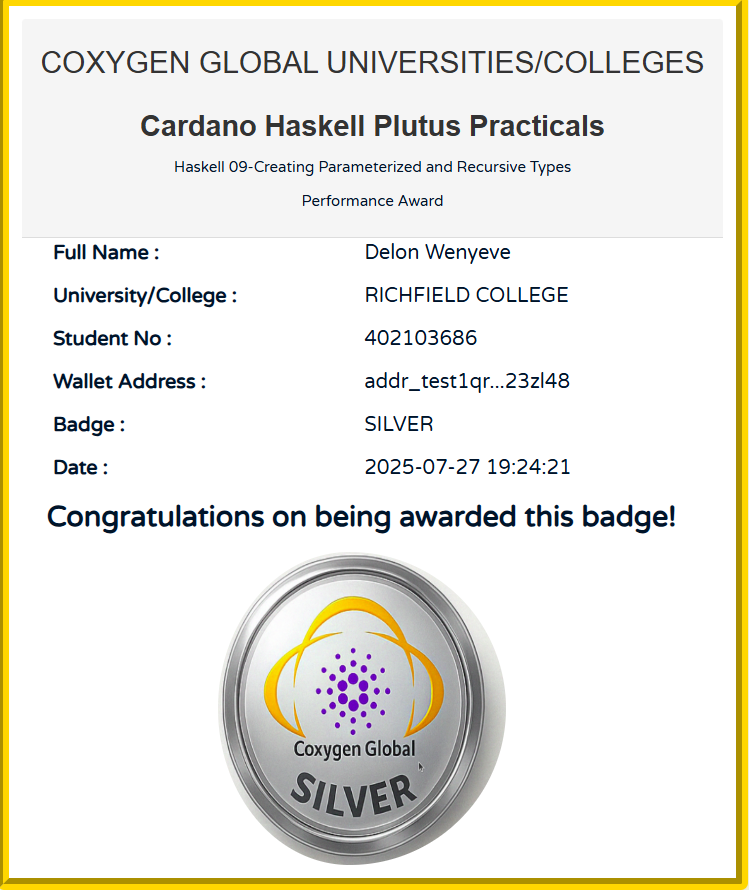 COXYGEN GLOBAL UNIVERSITIES/COLLEGES
Cardano Haskell Plutus Practicals
Haskell 09-Creating Parameterized and Recursive Types
Performance Award
Full Name : Delon Wenyeve
University/College : RICHFIELD COLLEGE
Student No : 402103686
Wallet Address : addr_test1qr...23zl48
Badge : SILVER
Date : 2025-07-27 19:24:21
Congratulations on being awarded this badge!
Coxygen Global
SILVER